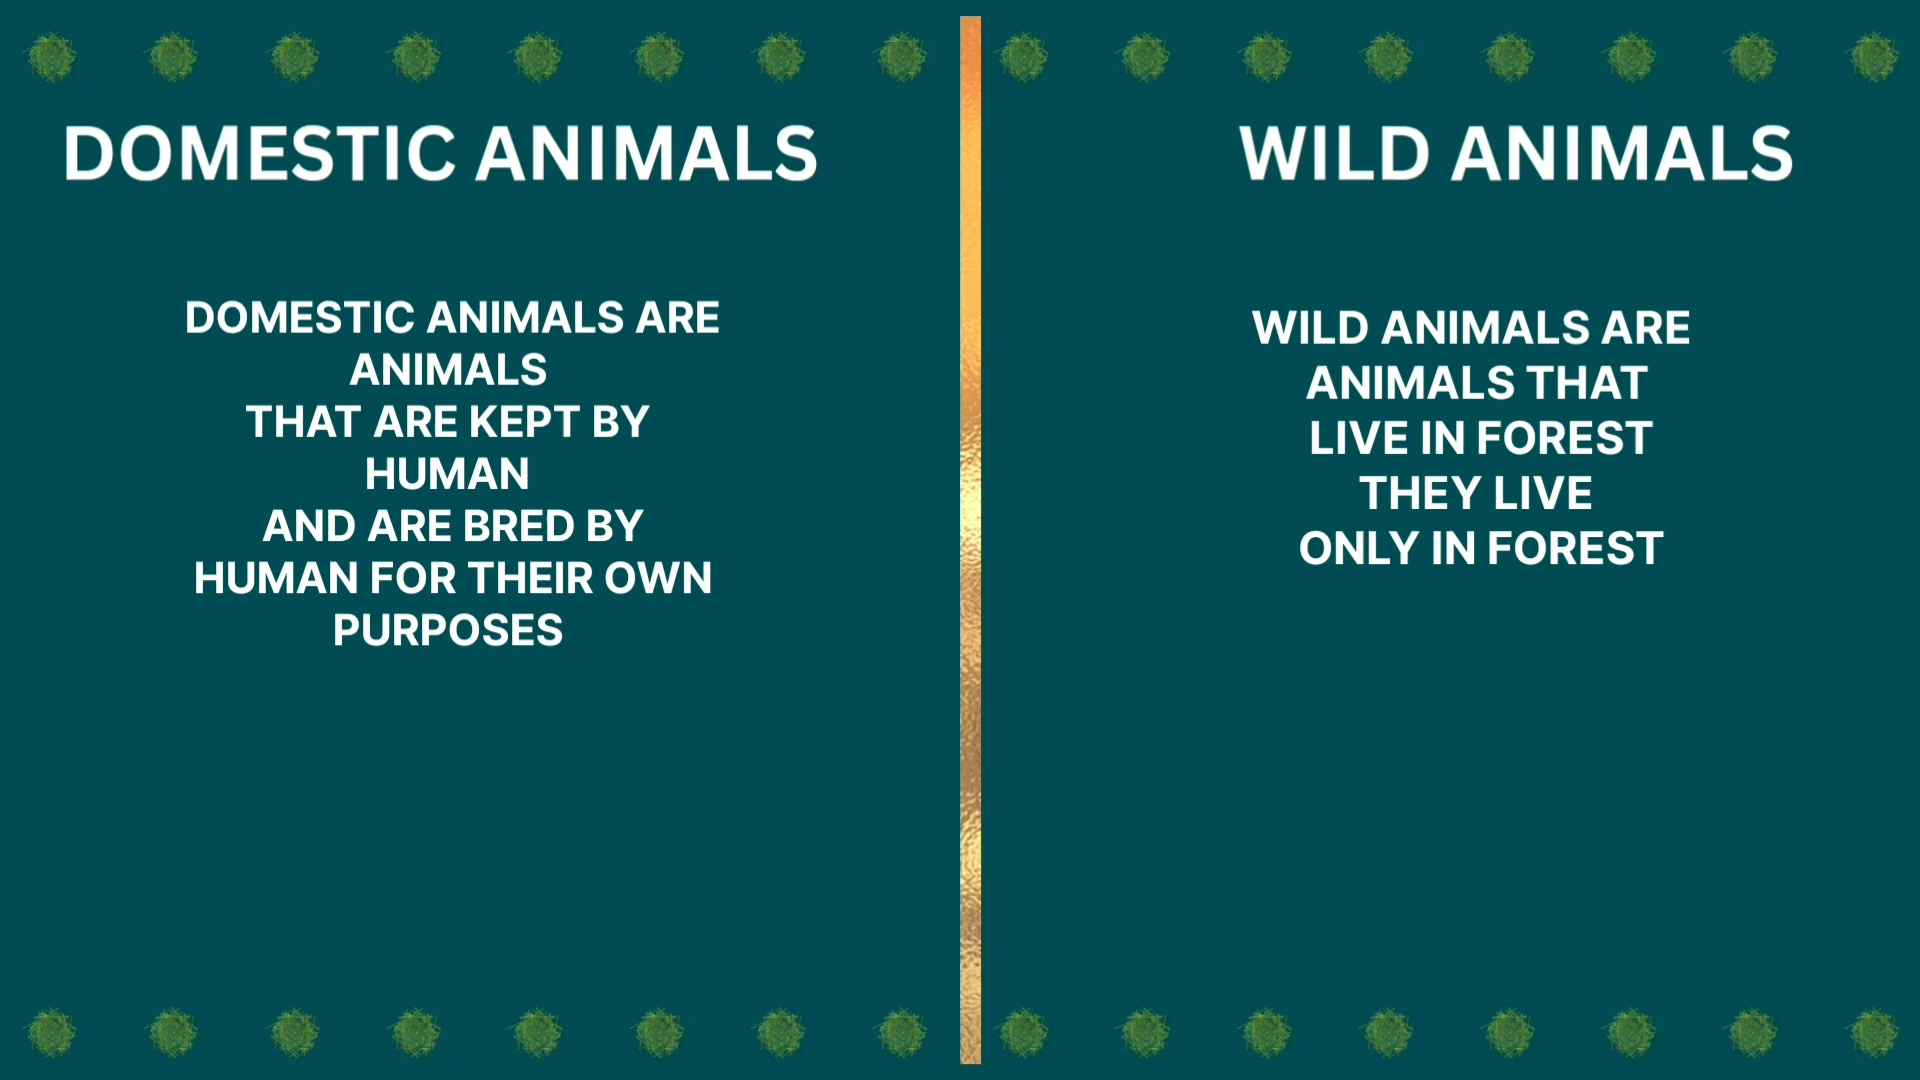 DOMESTIC ANIMALS
DOMESTIC ANIMALS ARE
ANIMALS
THAT ARE KEPT BY
HUMAN
AND ARE BRED BY
HUMAN FOR THEIR OWN
PURPOSES
WILD ANIMALS
WILD ANIMALS ARE
ANIMALS THAT
LIVE IN FOREST
THEY LIVE
ONLY IN FOREST